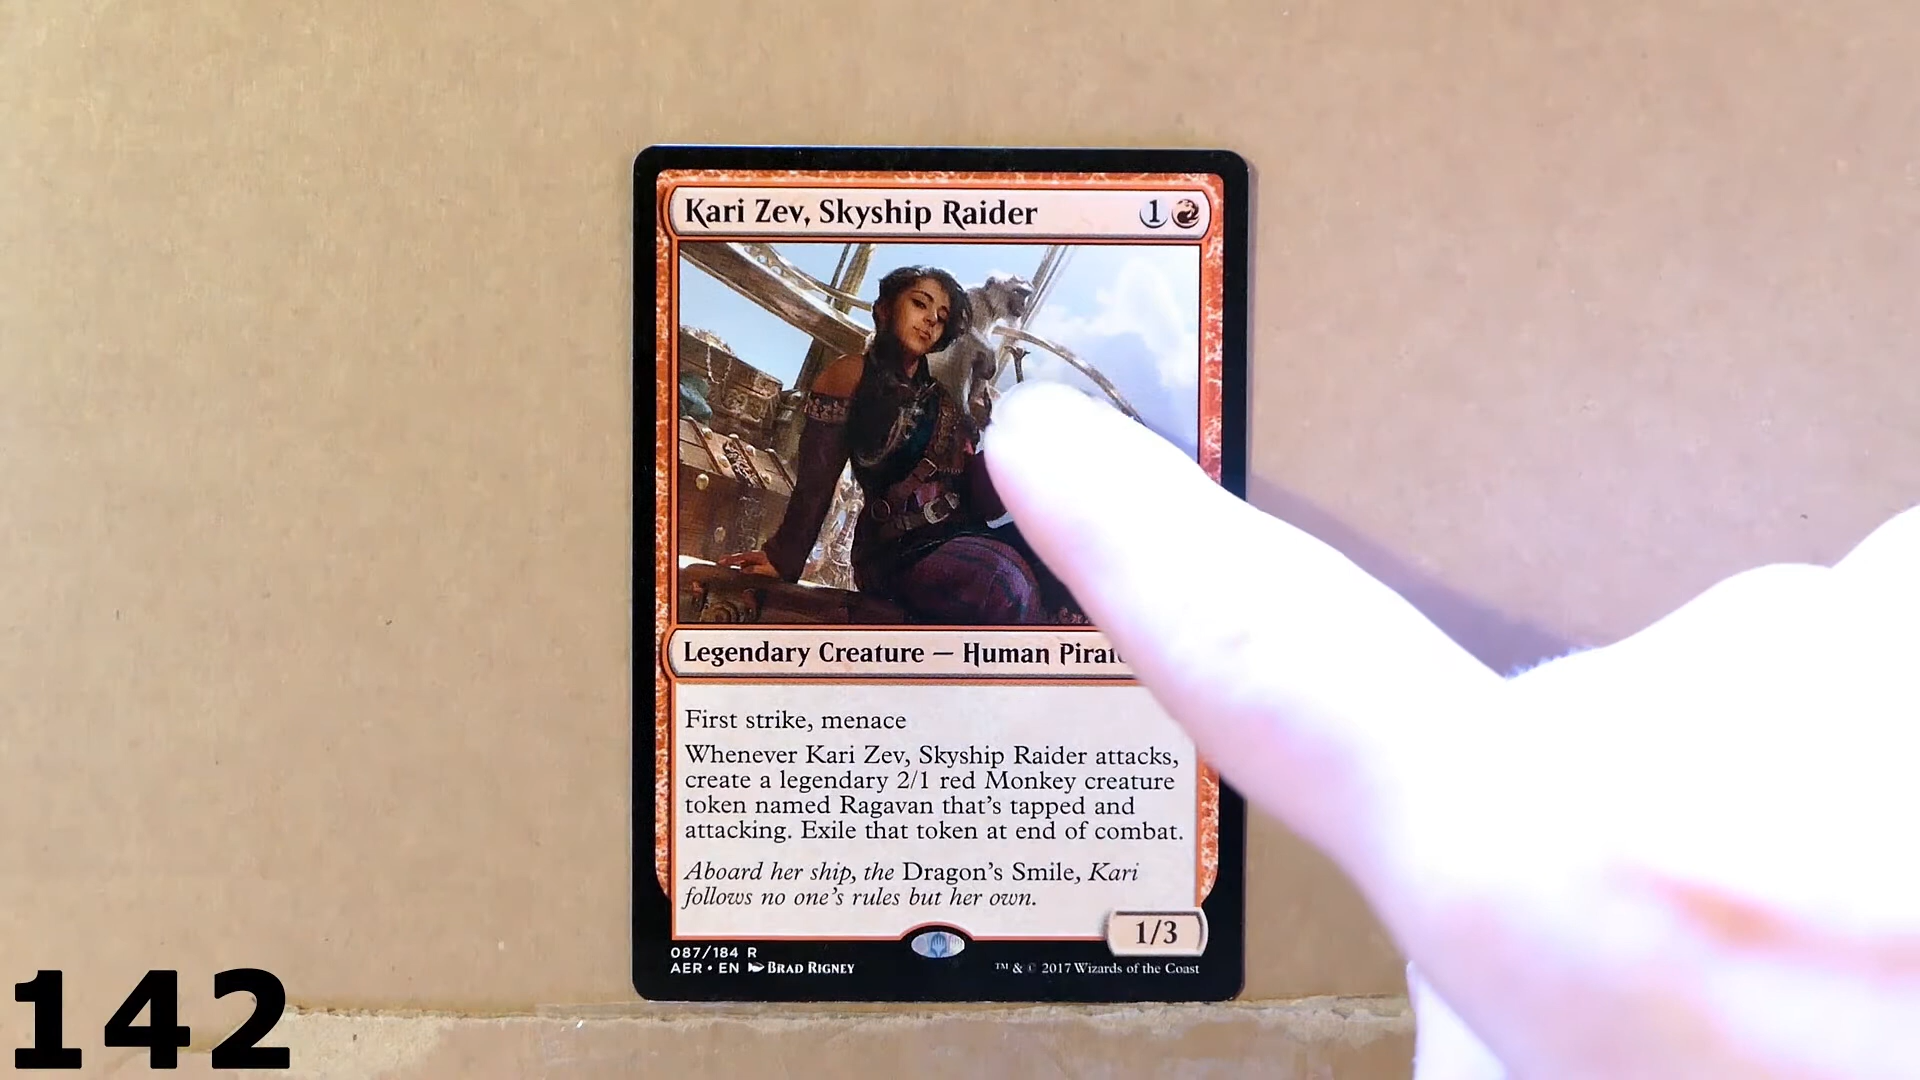 Kari Zev, Skyship Raider 1
Legendary Creature — Human
First strike, menace
Whenever Kari Zev, Skyship Raider attacks,
create a legendary 2/1 red Monkey creature
token named Ragavan that's tapped and
attacking. Exile that token at end of combat.
Aboard her ship, the Dragon's Smile, Kari
follows no one's rules but her own.
1/3
087/184 R
AER • EN BRAD RIGNEY
™ & © 2017 Wizards of the Coast
142